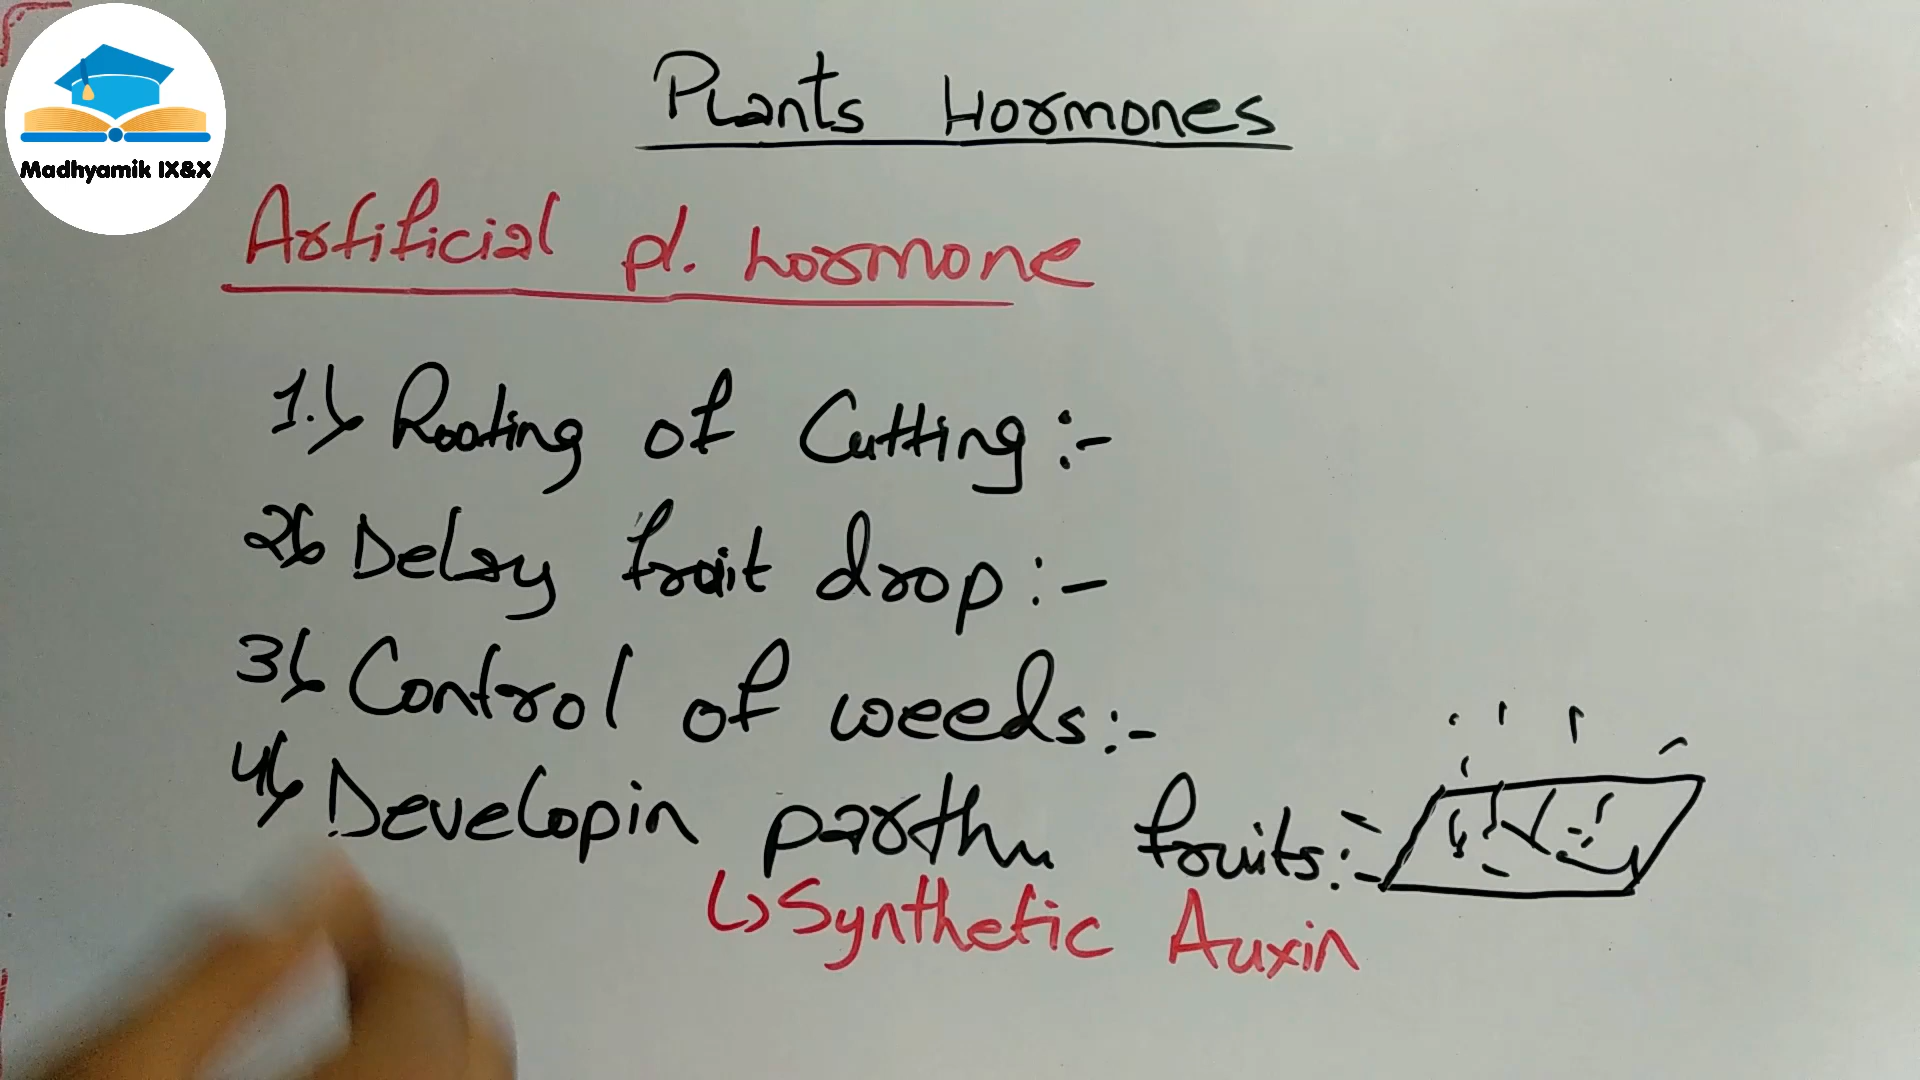 Madhyamik IX&X
Plants Hormones
Artificial pl. hormone
1.) Rooting of Cutting:-
2) Delay fruit drop:-
3) Control of weeds:-
4) Developin parthn fruits:-
↳ Synthetic Auxin